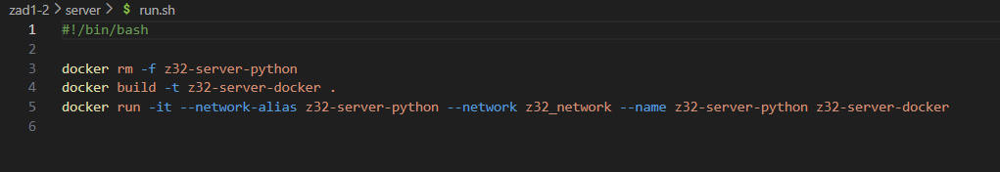 zad1-2 > server > $ run.sh
1 #!/bin/bash
2
3 docker rm -f z32-server-python
4 docker build -t z32-server-docker .
5 docker run -it --network-alias z32-server-python --network z32_network --name z32-server-python z32-server-docker
6